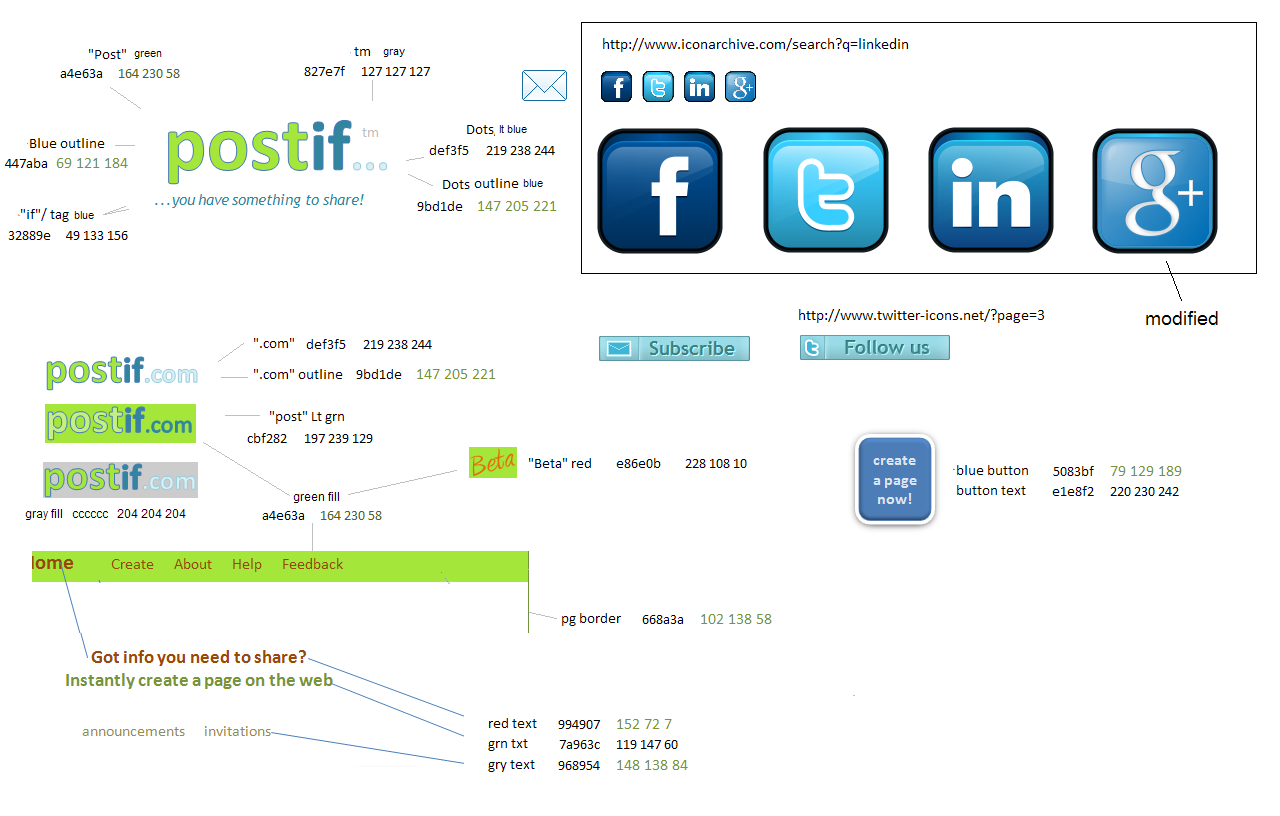 "Post" green
a4e63a 164 230 58
tm gray
827e7f 127 127 127
Blue outline
447aba 69 121 184
postif...
tm
...you have something to share!
Dots, lt blue
def3f5 219 238 244
Dots outline blue
9bd1de 147 205 221
"if"/ tag blue
32889e 49 133 156
http://www.iconarchive.com/search?q=linkedin
f t in g+
f t in g+
modified
http://www.twitter-icons.net/?page=3
Subscribe
t Follow us
postif.com
".com" def3f5 219 238 244
".com" outline 9bd1de 147 205 221
postif.com
"post" Lt grn
cbf282 197 239 129
postif.com
gray fill cccccc 204 204 204
Beta
"Beta" red e86e0b 228 108 10
green fill
a4e63a 164 230 58
create
a page
now!
blue button 5083bf 79 129 189
button text e1e8f2 220 230 242
Home Create About Help Feedback
pg border 668a3a 102 138 58
Got info you need to share?
Instantly create a page on the web
announcements invitations
red text 994907 152 72 7
grn txt 7a963c 119 147 60
gry text 968954 148 138 84